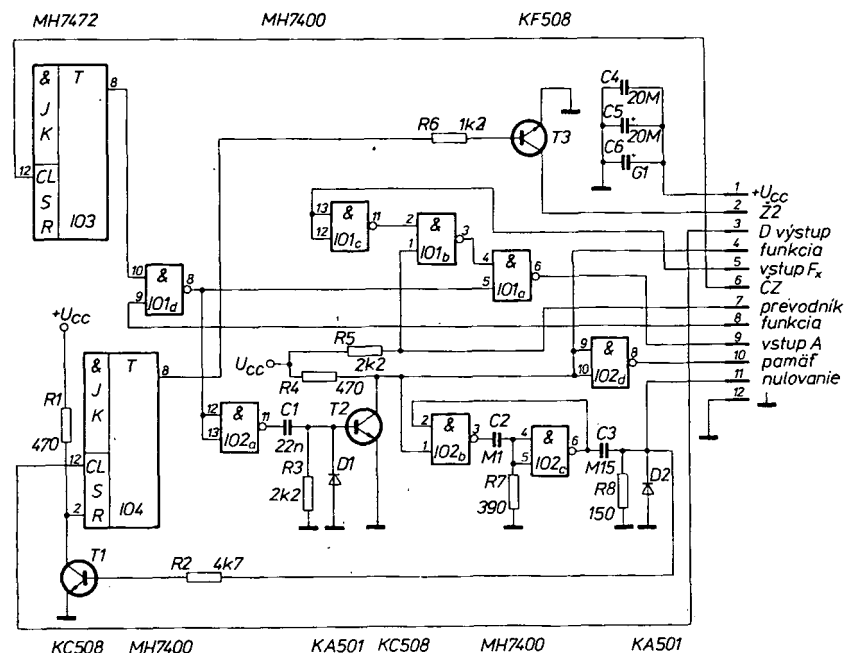 MH7472 MH7400 KF508
& T 8
J
K
12 CL
S
R IO3
R6 1k2
T3
C4
20M
C5
+
20M
C6
+
G1
1 +Ucc
2 Ž2
3 D výstup
4 funkcia
5 vstup Fx
6 ČZ
7 prevodník
8 funkcia
9 vstup A
10 pamäť
11 nulovanie
12
13 & 11
12 IO1c
2 & 3
1 IO1b
4 & 6
5 IO1a
10 & 8
9 IO1d
+Ucc
R1
470
& T 8
J
K
12 CL
S
2 R IO4
Ucc
R5
2k2
R4 470
12 & 11
13 IO2a
C1
22n
T2
R3
2k2
D1
9 & 8
10 IO2d
2 & 3
1 IO2b
C2
M1
4 & 6
5 IO2c
R7
390
C3
M15
R8
150
D2
T1
R2 4k7
KC508 MH7400 KA501 KC508 MH7400 KA501